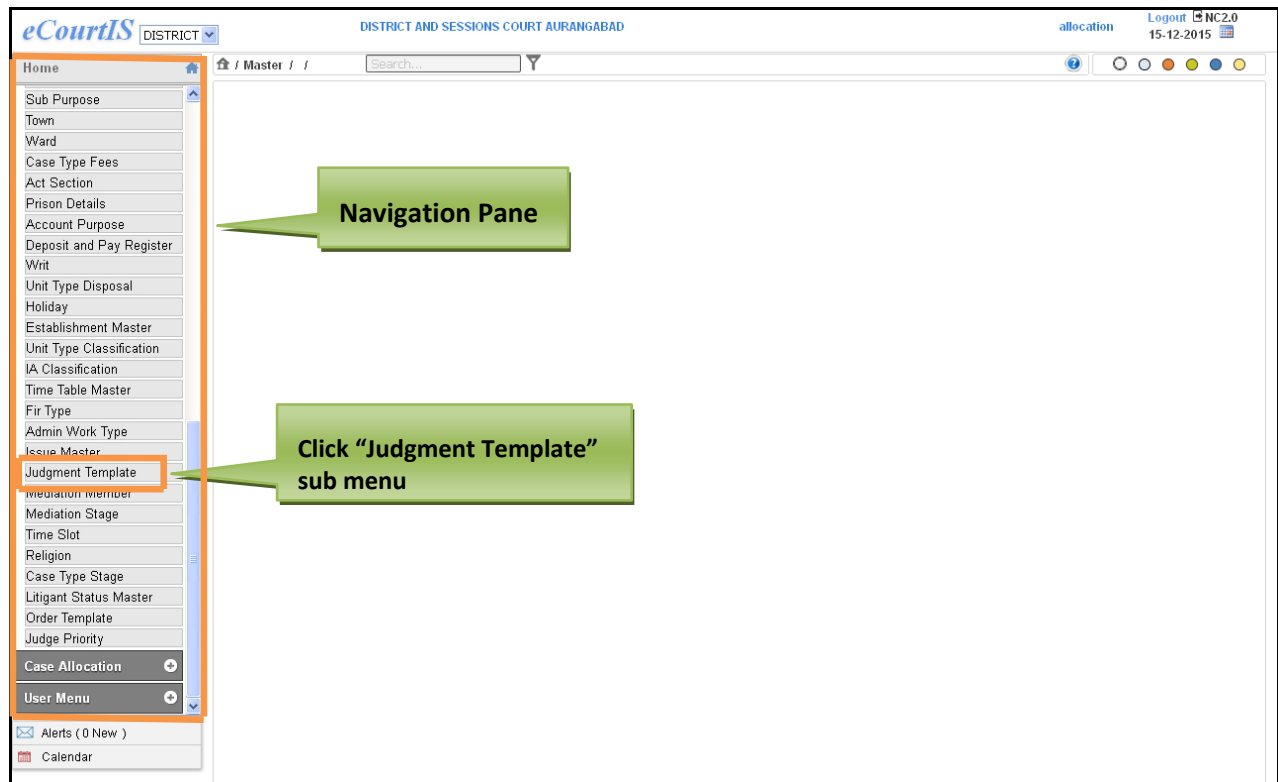 eCourtIS DISTRICT
DISTRICT AND SESSIONS COURT AURANGABAD
allocation
Logout NC2.0
15-12-2015
Home
/ Master / /
Search...
Sub Purpose
Town
Ward
Case Type Fees
Act Section
Prison Details
Account Purpose
Deposit and Pay Register
Writ
Unit Type Disposal
Holiday
Establishment Master
Unit Type Classification
IA Classification
Time Table Master
Fir Type
Admin Work Type
Issue Master
Judgment Template
Mediation Member
Mediation Stage
Time Slot
Religion
Case Type Stage
Litigant Status Master
Order Template
Judge Priority
Case Allocation
User Menu
Alerts ( 0 New )
Calendar
Navigation Pane
Click “Judgment Template”
sub menu